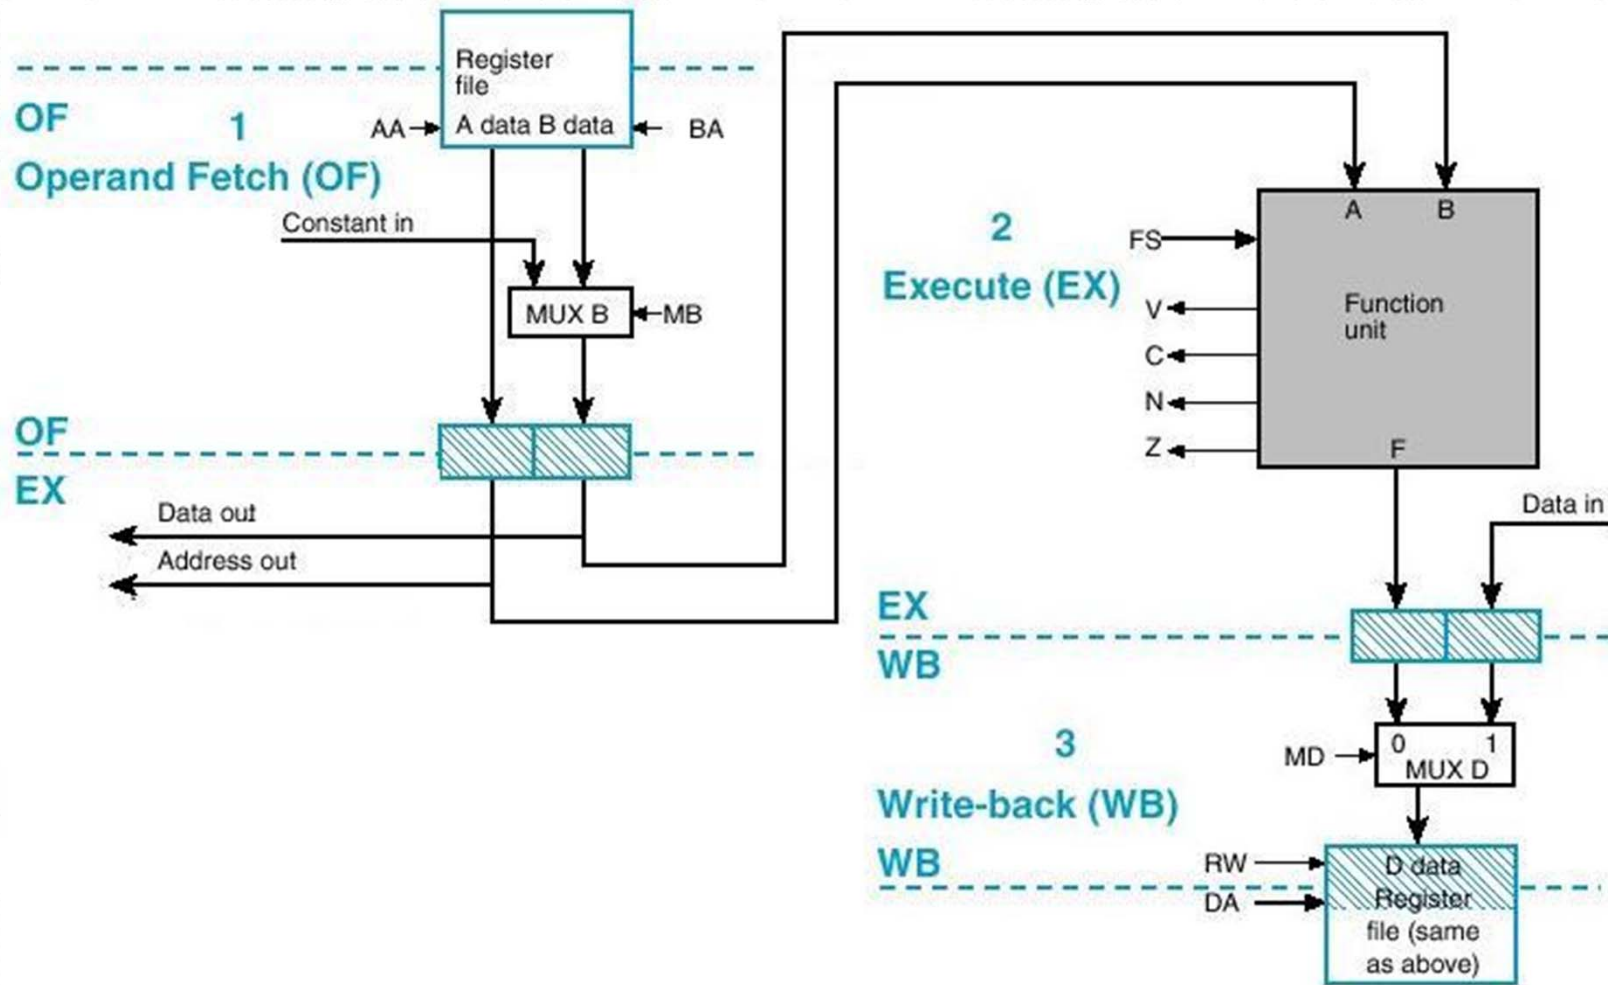 Register
file
OF
1
AA
A data B data
BA
Operand Fetch (OF)
Constant in
MUX B
MB
OF
EX
Data out
Address out
A
B
2
FS
Execute (EX)
Function
unit
V
C
N
Z
F
Data in
EX
WB
3
MD
0
1
MUX D
Write-back (WB)
WB
RW
D data
DA
Register
file (same
as above)